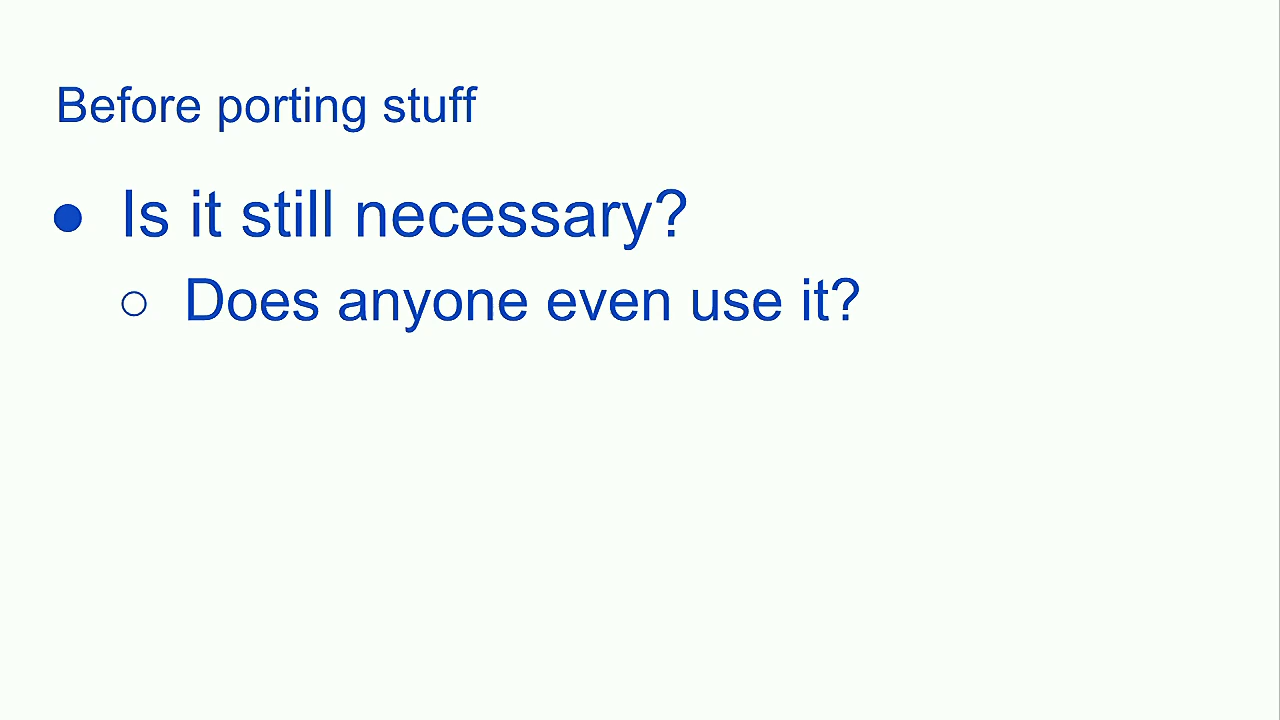 Before porting stuff
● Is it still necessary?
○ Does anyone even use it?